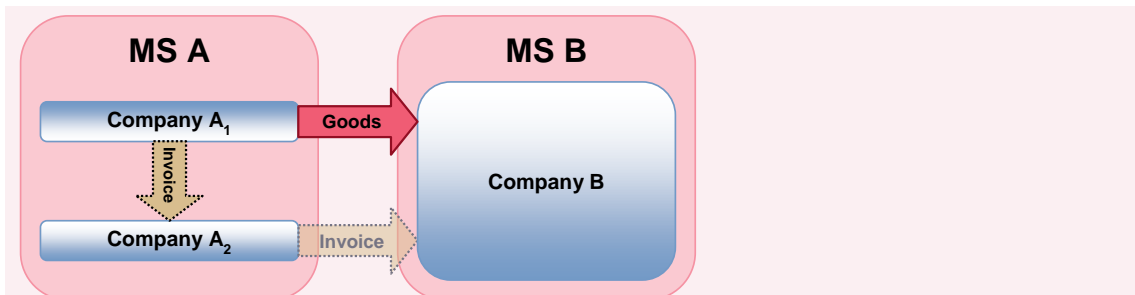 MS A
MS B
Company A1
Goods
Invoice
Company B
Company A2
Invoice